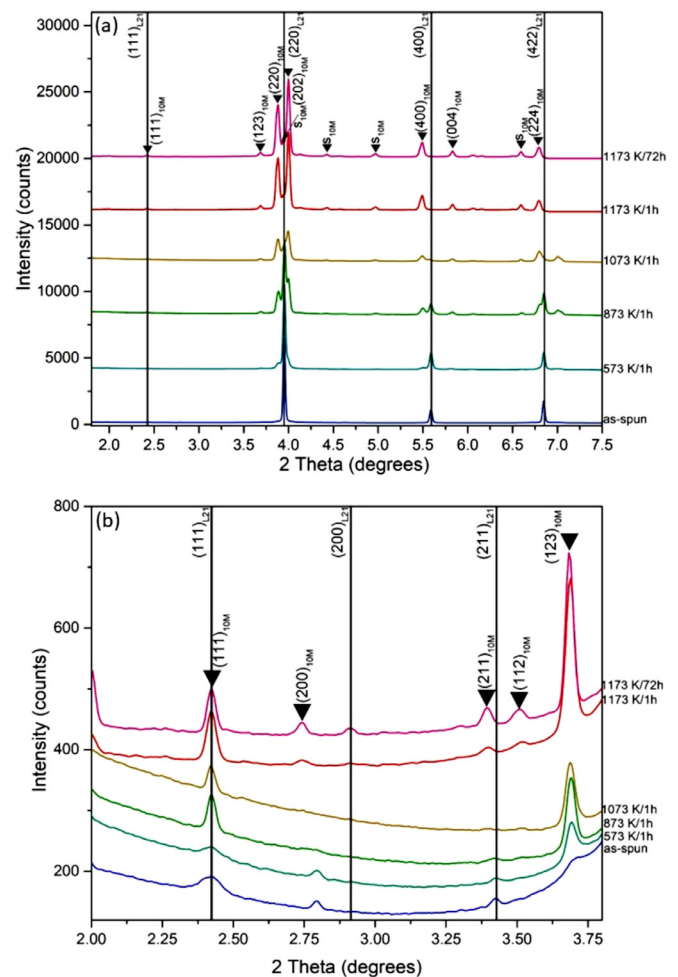 (a)
30000
25000
20000
15000
10000
5000
0
Intensity (counts)
(111)L21
(111)10M
(123)10M
(220)10M
(220)L21
s10M
(202)10M
s10M
s10M
(400)10M
(400)L21
(004)10M
s10M
(224)10M
(422)L21
1173 K/72h
1173 K/1h
1073 K/1h
873 K/1h
573 K/1h
as-spun
2.0 2.5 3.0 3.5 4.0 4.5 5.0 5.5 6.0 6.5 7.0 7.5
2 Theta (degrees)
(b)
800
600
400
200
Intensity (counts)
(111)L21
(111)10M
(200)10M
(200)L21
(211)10M
(211)L21
(112)10M
(123)10M
1173 K/72h
1173 K/1h
1073 K/1h
873 K/1h
573 K/1h
as-spun
2.00 2.25 2.50 2.75 3.00 3.25 3.50 3.75
2 Theta (degrees)